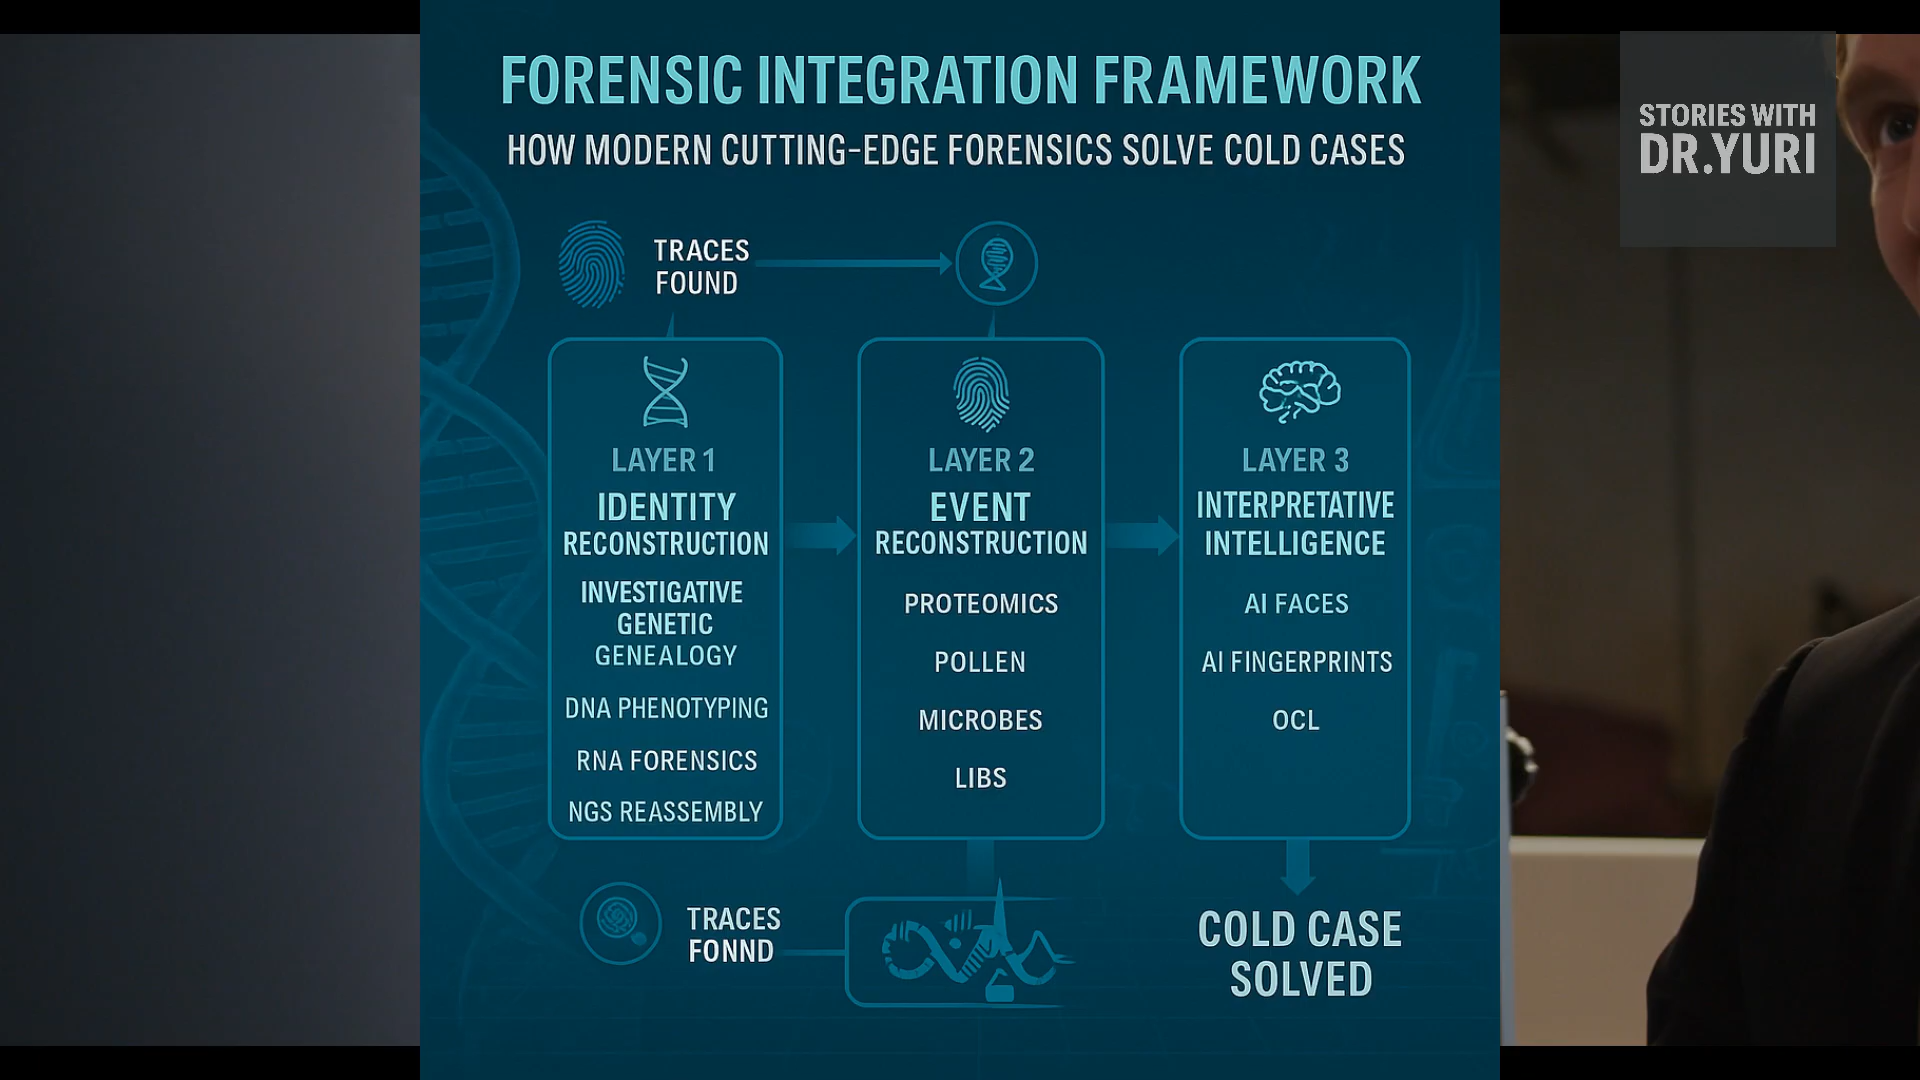 FORENSIC INTEGRATION FRAMEWORK
HOW MODERN CUTTING-EDGE FORENSICS SOLVE COLD CASES
STORIES WITH
DR.YURI
TRACES
FOUND
LAYER 1
IDENTITY
RECONSTRUCTION
INVESTIGATIVE
GENETIC
GENEALOGY
DNA PHENOTYPING
RNA FORENSICS
NGS REASSEMBLY
LAYER 2
EVENT
RECONSTRUCTION
PROTEOMICS
POLLEN
MICROBES
LIBS
LAYER 3
INTERPRETATIVE
INTELLIGENCE
AI FACES
AI FINGERPRINTS
OCL
TRACES
FONND
COLD CASE
SOLVED